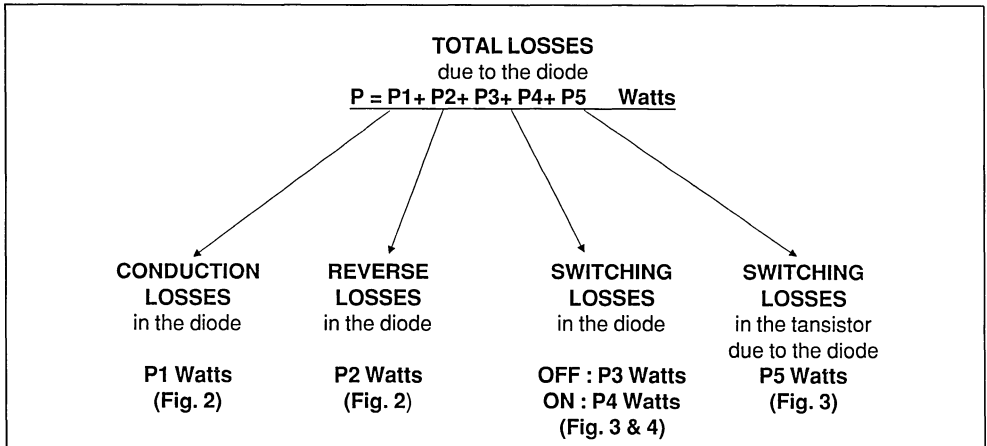 TOTAL LOSSES
due to the diode
P = P1+ P2+ P3+ P4+ P5 Watts
CONDUCTION
LOSSES
in the diode
P1 Watts
(Fig. 2)
REVERSE
LOSSES
in the diode
P2 Watts
(Fig. 2)
SWITCHING
LOSSES
in the diode
OFF : P3 Watts
ON : P4 Watts
(Fig. 3 & 4)
SWITCHING
LOSSES
in the tansistor
due to the diode
P5 Watts
(Fig. 3)